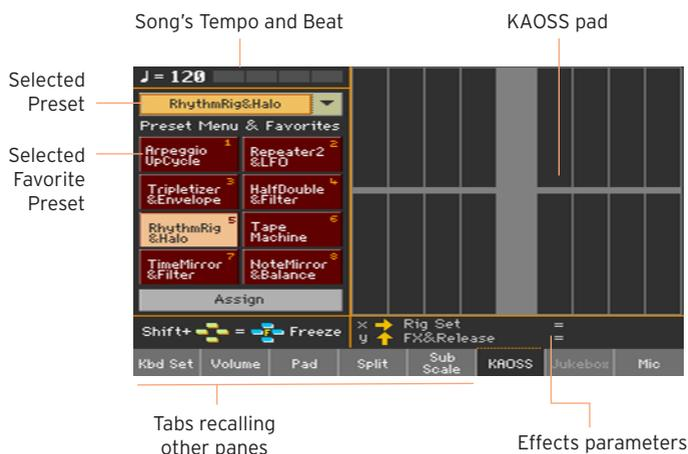 Song's Tempo and Beat
KAOSS pad
Selected
Preset
Selected
Favorite
Preset
♩= 120
RhythmRig&Halo
Preset Menu & Favorites
Arpeggio
UpCycle
1
Repeater2
&LFO
2
Tripletizer
&Envelope
3
HalfDouble
&Filter
4
RhythmRig
&Halo
5
Tape
Machine
6
TimeMirror
&Filter
7
NoteMirror
&Balance
8
Assign
Shift+ = F Freeze
x Rig Set =
y FX&Release =
Kbd Set
Volume
Pad
Split
Sub
Scale
KAOSS
Jukebox
Mic
Tabs recalling
other panes
Effects parameters